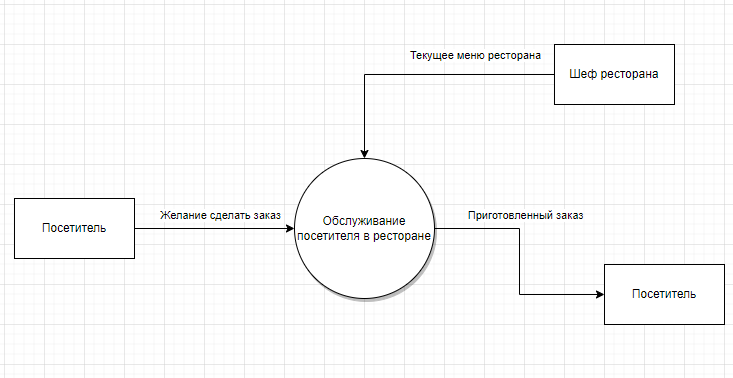 Текущее меню ресторана
Шеф ресторана
Посетитель
Желание сделать заказ
Обслуживание
посетителя в ресторане
Приготовленный заказ
Посетитель